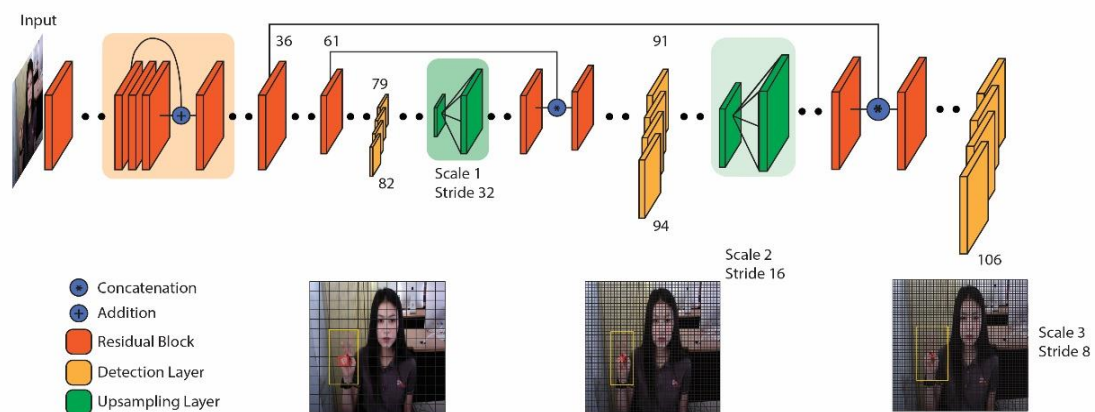 Input
36
61
91
79
82
Scale 1
Stride 32
94
Scale 2
Stride 16
106
Concatenation
Addition
Residual Block
Detection Layer
Upsampling Layer
Scale 3
Stride 8